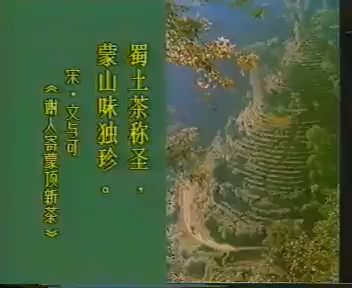 蜀土茶称圣，
蒙山味独珍。
宋·文与可
《谢人寄蒙顶新茶》